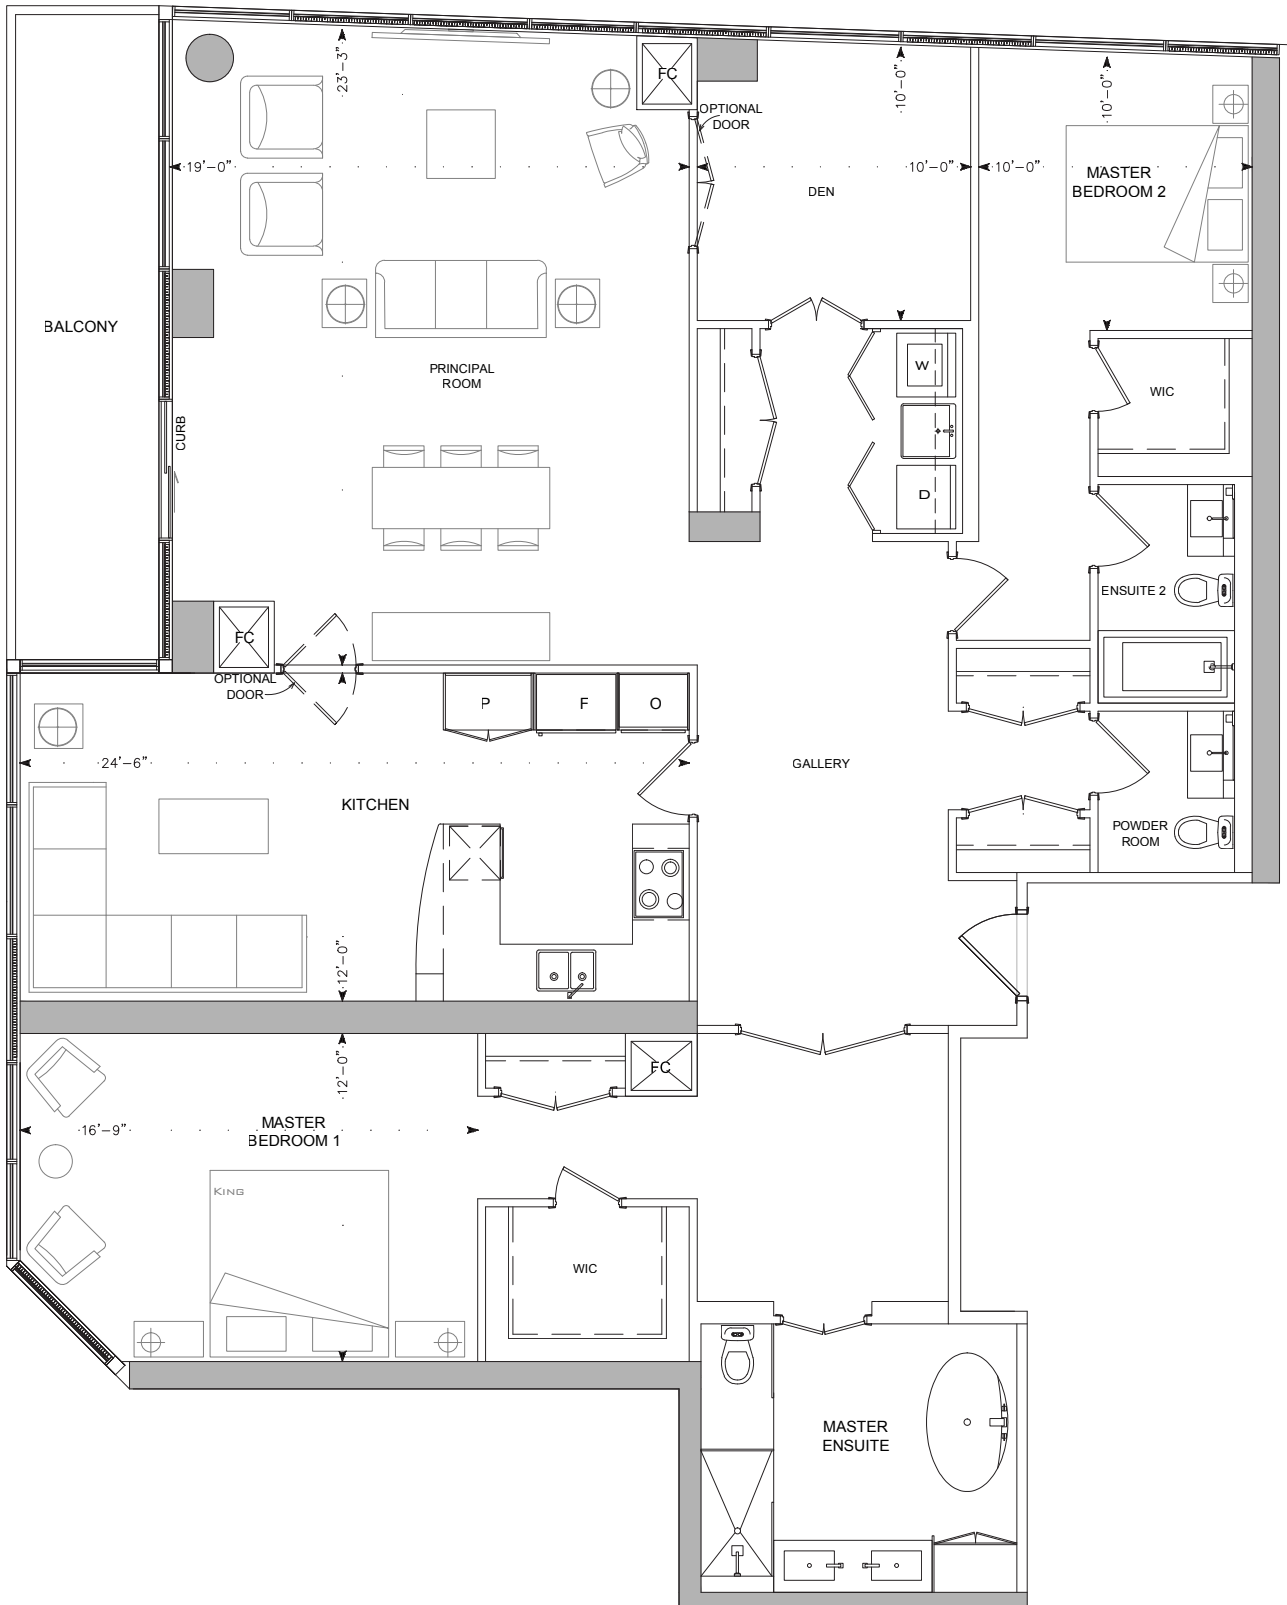 23'-3"
FC
10'-0"
10'-0"
OPTIONAL
DOOR
19'-0"
10'-0"
10'-0"
MASTER
BEDROOM 2
DEN
BALCONY
PRINCIPAL
ROOM
W
WIC
CURB
D
ENSUITE 2
FC
OPTIONAL
DOOR
P
F
O
24'-6"
GALLERY
KITCHEN
POWDER
ROOM
12'-0"
12'-0"
FC
16'-9"
MASTER
BEDROOM 1
KING
WIC
MASTER
ENSUITE